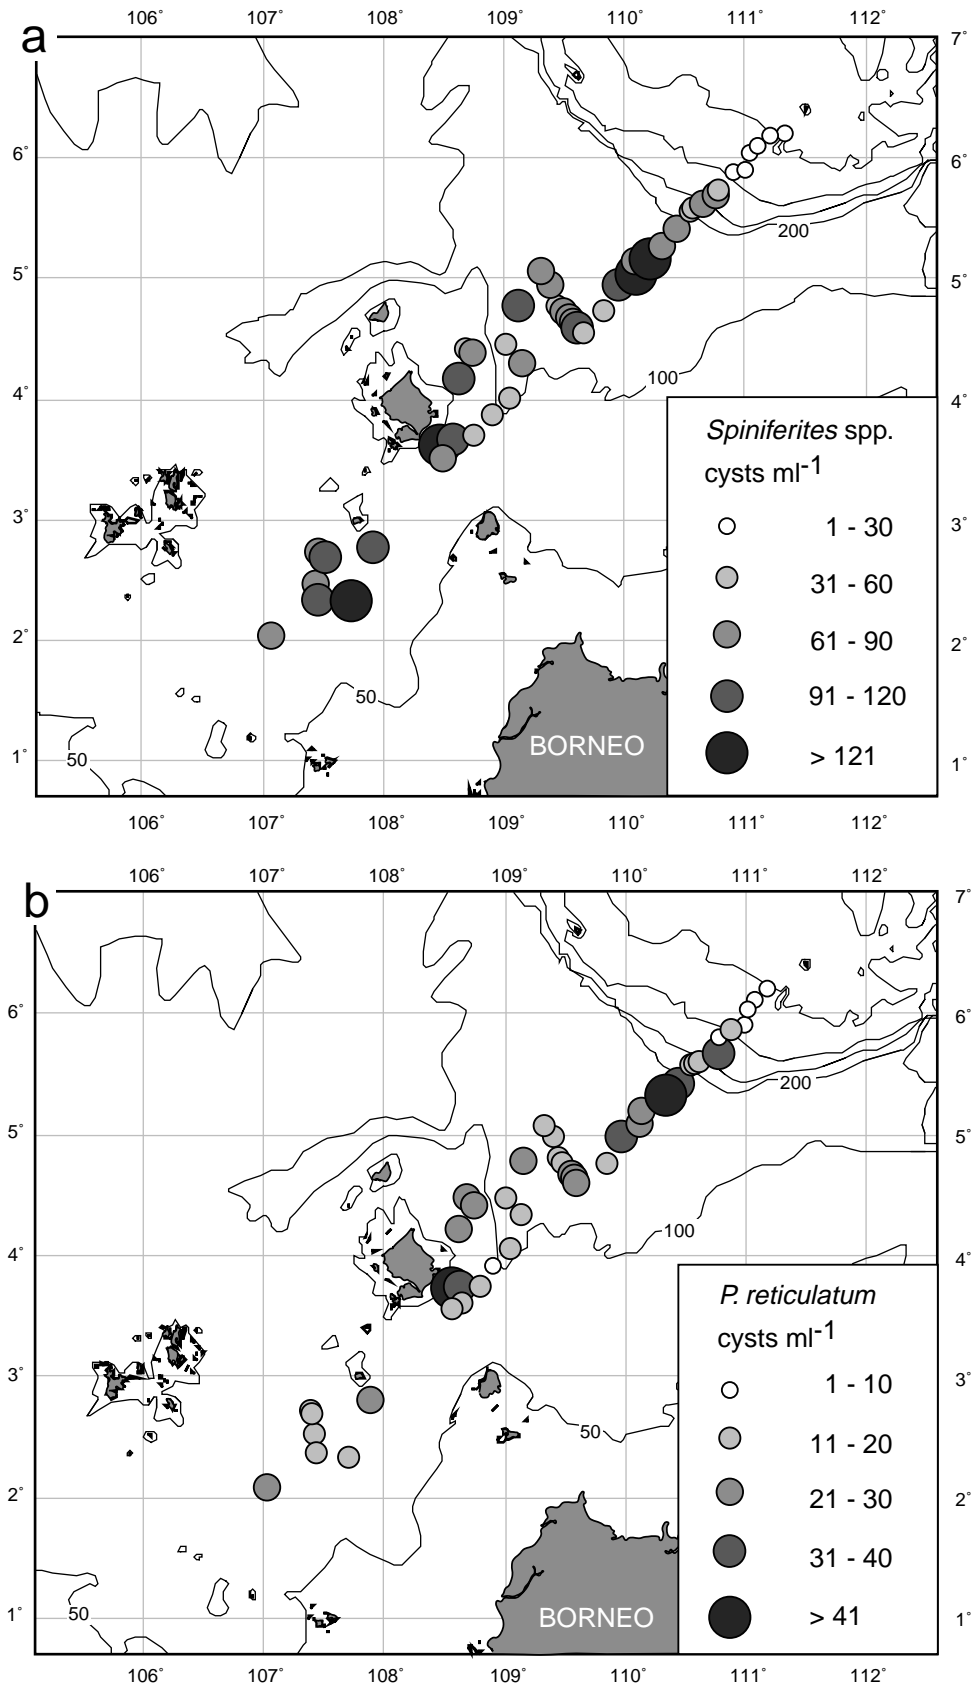 106° 107° 108° 109° 110° 111° 112°
a
7°
6° 6°
200
5° 5°
100
4° 4°
Spiniferites spp.
cysts ml-1
3° 3°
1 - 30
31 - 60
2° 2°
61 - 90
50
91 - 120
BORNEO
1° 50 1°
> 121
106° 107° 108° 109° 110° 111° 112°
106° 107° 108° 109° 110° 111° 112°
b
7°
6° 6°
200
5° 5°
100
4° 4°
P. reticulatum
cysts ml-1
3° 3°
1 - 10
50
11 - 20
2° 2°
21 - 30
31 - 40
1° 50 BORNEO 1°
> 41
106° 107° 108° 109° 110° 111° 112°